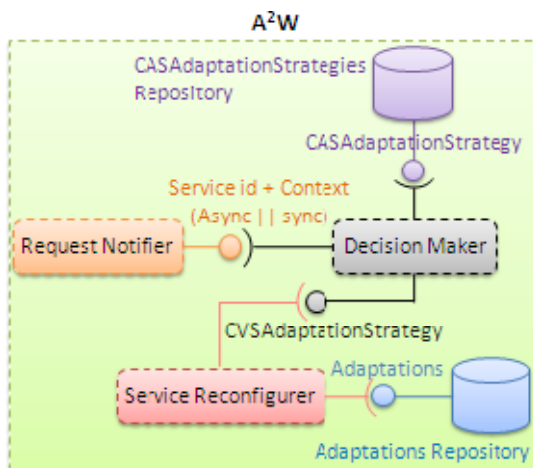 A²W
CASAdaptationStrategies
Repository
CASAdaptationStrategy
Service id + Context
(Async || sync)
Request Notifier
Decision Maker
CVSAdaptationStrategy
Adaptations
Service Reconfigurer
Adaptations Repository